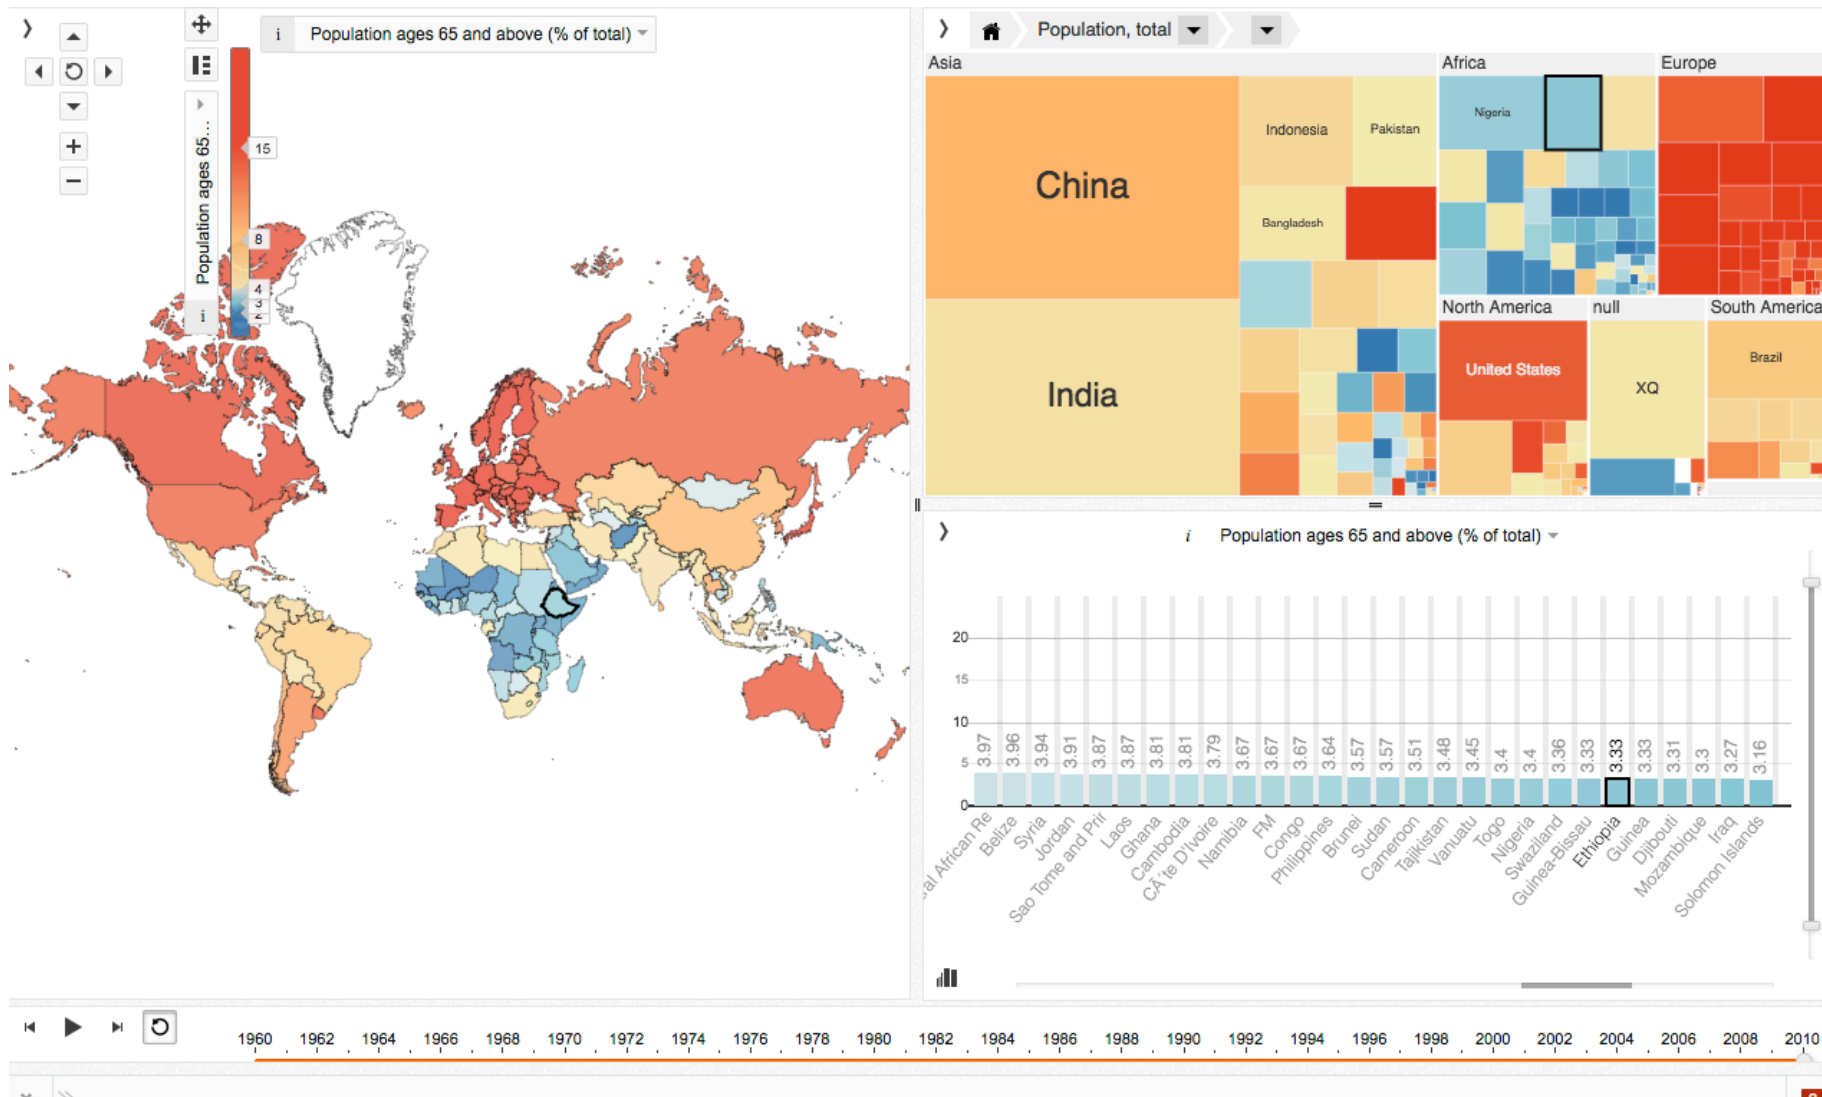 i Population ages 65 and above (% of total)
Population ages 65...
i
15
8
4
3
2
Population, total
Asia
China
India
Indonesia
Pakistan
Bangladesh
Africa
Nigeria
Europe
North America
United States
null
XQ
South America
Brazil
i Population ages 65 and above (% of total)
20
15
10
5
0
3.97
3.96
3.94
3.91
3.87
3.87
3.81
3.81
3.79
3.67
3.67
3.67
3.64
3.57
3.57
3.51
3.48
3.45
3.4
3.4
3.36
3.33
3.33
3.33
3.31
3.3
3.27
3.16
al African Re
Belize
Syria
Jordan
Sao Tome and Prir
Laos
Ghana
Cambodia
CÃ´te D'Ivoire
Namibia
FM
Congo
Philippines
Brunei
Sudan
Cameroon
Tajikistan
Vanuatu
Togo
Nigeria
Swaziland
Guinea-Bissau
Ethiopia
Guinea
Djibouti
Mozambique
Iraq
Solomon Islands
1960 1962 1964 1966 1968 1970 1972 1974 1976 1978 1980 1982 1984 1986 1988 1990 1992 1994 1996 1998 2000 2002 2004 2006 2008 2010